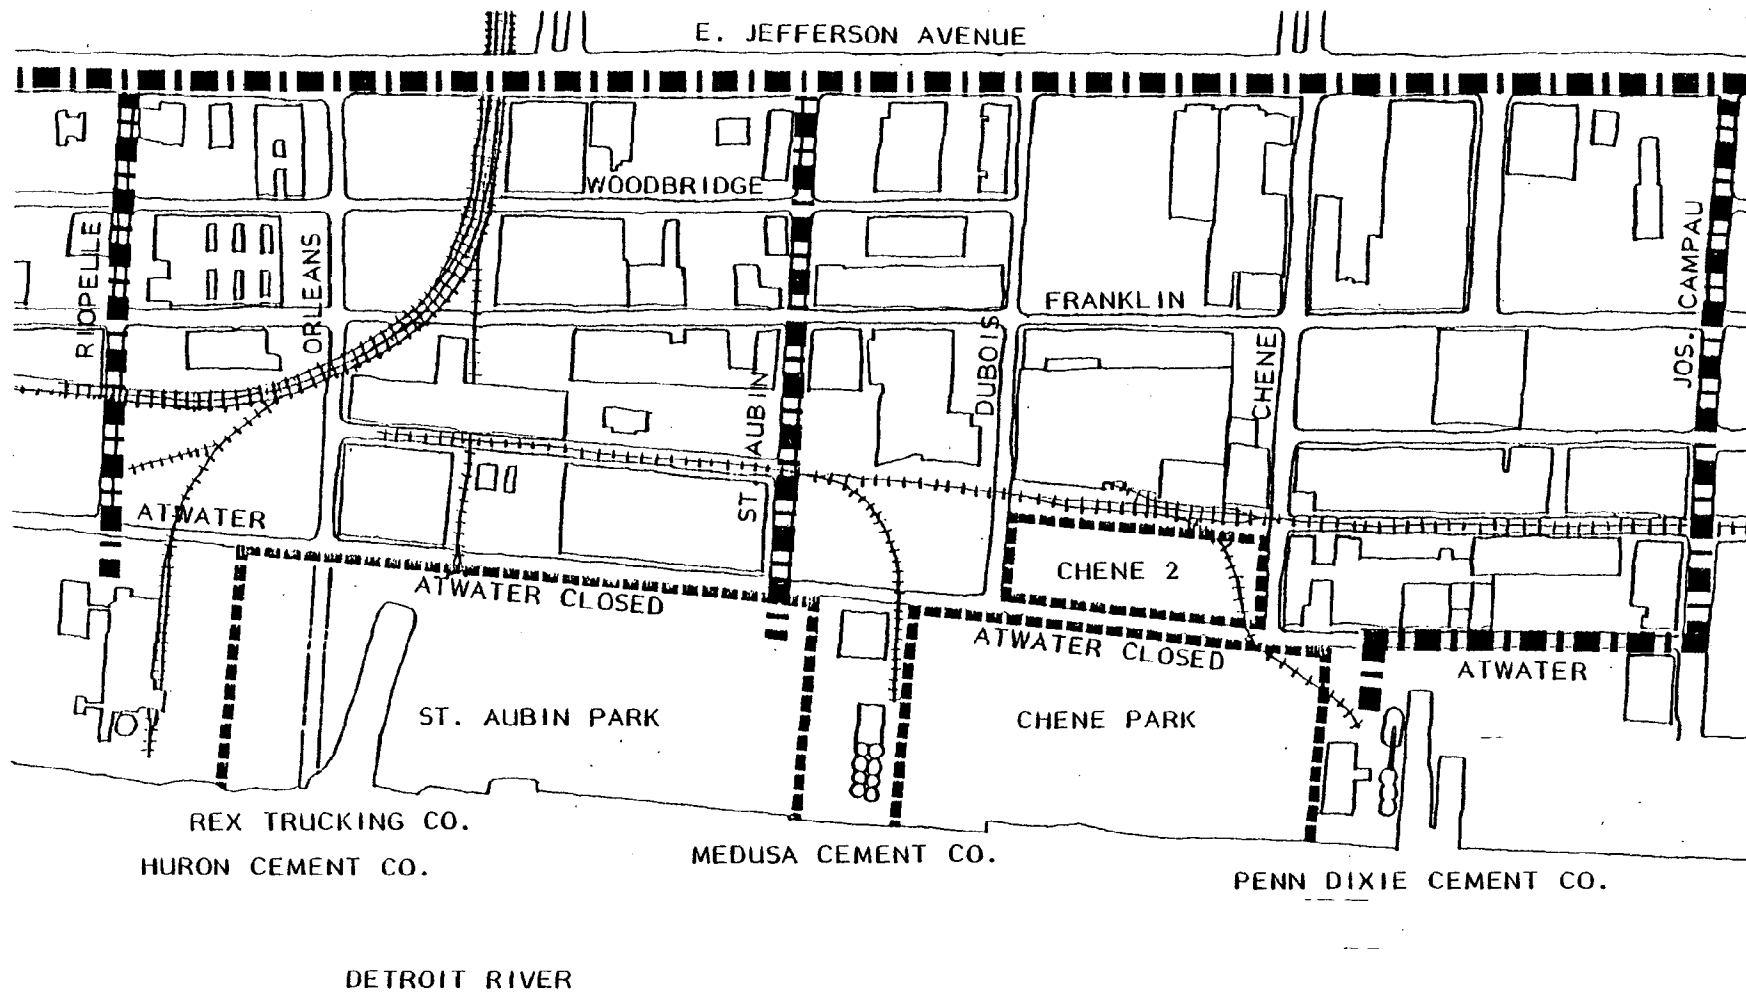 E. JEFFERSON AVENUE
WOODBRIDGE
RIOPELLE
ORLEANS
JOS. CAMPAU
FRANKLIN
DUBOIS
CHENE
ST. AUBIN
ATWATER
CHENE 2
ATWATER CLOSED
ATWATER CLOSED
ATWATER
ST. AUBIN PARK
CHENE PARK
REX TRUCKING CO.
HURON CEMENT CO.
MEDUSA CEMENT CO.
PENN DIXIE CEMENT CO.
DETROIT RIVER